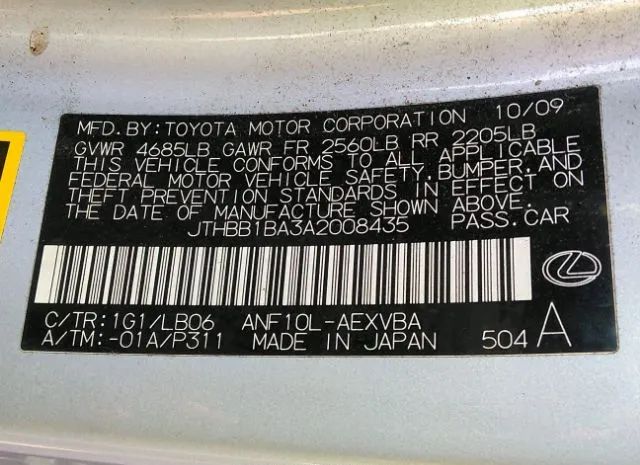 MFD.BY:TOYOTA MOTOR CORPORATION 10/09
GVWR 4685LB GAWR FR 2560LB RR 2205LB
THIS VEHICLE CONFORMS TO ALL APPLICABLE
FEDERAL MOTOR VEHICLE SAFETY,BUMPER,AND
THEFT PREVENTION STANDARDS IN EFFECT ON
THE DATE OF MANUFACTURE SHOWN ABOVE.
JTHBB1BA3A2008435 PASS.CAR
C/TR:1G1/LB06 ANF10L-AEXVBA
A/TM:-01A/P311 MADE IN JAPAN 504 A